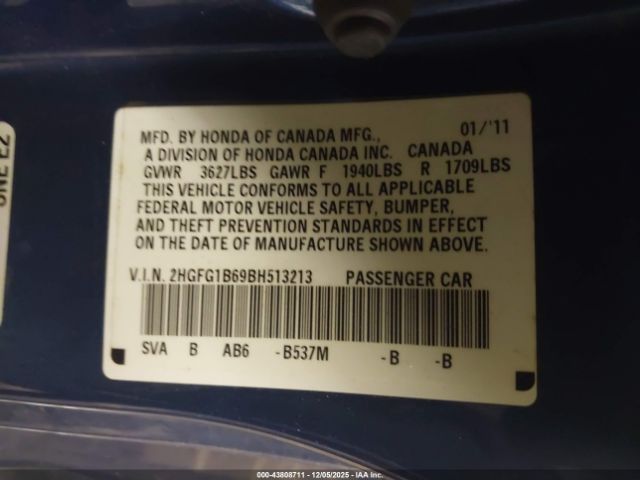 MFD. BY HONDA OF CANADA MFG., 01/'11
A DIVISION OF HONDA CANADA INC. CANADA
GVWR 3627LBS GAWR F 1940LBS R 1709LBS
THIS VEHICLE CONFORMS TO ALL APPLICABLE
FEDERAL MOTOR VEHICLE SAFETY, BUMPER,
AND THEFT PREVENTION STANDARDS IN EFFECT
ON THE DATE OF MANUFACTURE SHOWN ABOVE.
V.I.N. 2HGFG1B69BH513213 PASSENGER CAR
SVA B AB6 -B537M -B -B
000-43808711 - 12/05/2025 - IAAI.COM